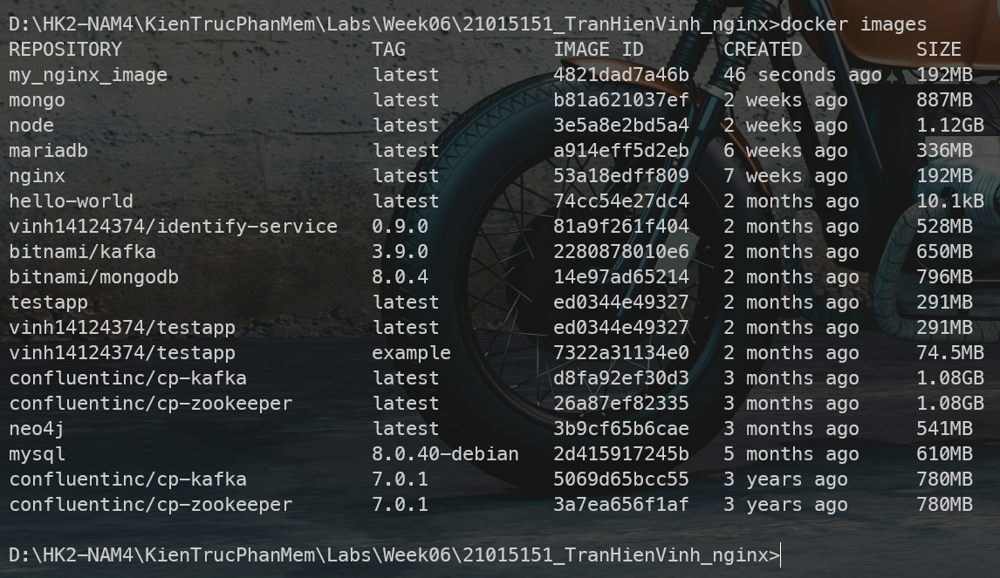 D:\HK2-NAM4\KienTrucPhanMem\Labs\Week06\21015151_TranHienVinh_nginx>docker images
REPOSITORY TAG IMAGE ID CREATED SIZE
my_nginx_image latest 4821dad7a46b 46 seconds ago 192MB
mongo latest b81a621037ef 2 weeks ago 887MB
node latest 3e5a8e2bd5a4 2 weeks ago 1.12GB
mariadb latest a914eff5d2eb 6 weeks ago 336MB
nginx latest 53a18edff809 7 weeks ago 192MB
hello-world latest 74cc54e27dc4 2 months ago 10.1kB
vinh14124374/identify-service 0.9.0 81a9f261f404 2 months ago 528MB
bitnami/kafka 3.9.0 2280878010e6 2 months ago 650MB
bitnami/mongodb 8.0.4 14e97ad65214 2 months ago 796MB
testapp latest ed0344e49327 2 months ago 291MB
vinh14124374/testapp latest ed0344e49327 2 months ago 291MB
vinh14124374/testapp example 7322a31134e0 2 months ago 74.5MB
confluentinc/cp-kafka latest d8fa92ef30d3 3 months ago 1.08GB
confluentinc/cp-zookeeper latest 26a87ef82335 3 months ago 1.08GB
neo4j latest 3b9cf65b6cae 3 months ago 541MB
mysql 8.0.40-debian 2d415917245b 5 months ago 610MB
confluentinc/cp-kafka 7.0.1 5069d65bcc55 3 years ago 780MB
confluentinc/cp-zookeeper 7.0.1 3a7ea656f1af 3 years ago 780MB
D:\HK2-NAM4\KienTrucPhanMem\Labs\Week06\21015151_TranHienVinh_nginx>